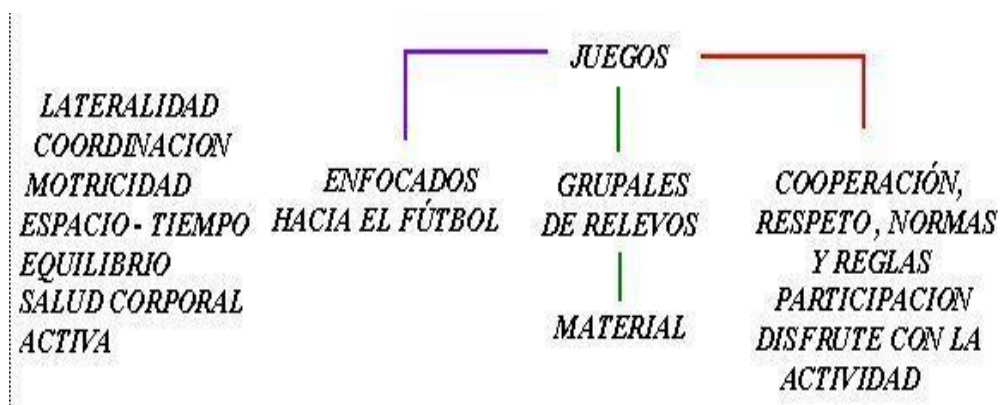 JUEGOS
LATERALIDAD
COORDINACION
MOTRICIDAD
ESPACIO - TIEMPO
EQUILIBRIO
SALUD CORPORAL
ACTIVA
ENFOCADOS
HACIA EL FÚTBOL
GRUPALES
DE RELEVOS
MATERIAL
COOPERACIÓN,
RESPETO , NORMAS
Y REGLAS
PARTICIPACION
DISFRUTE CON LA
ACTIVIDAD